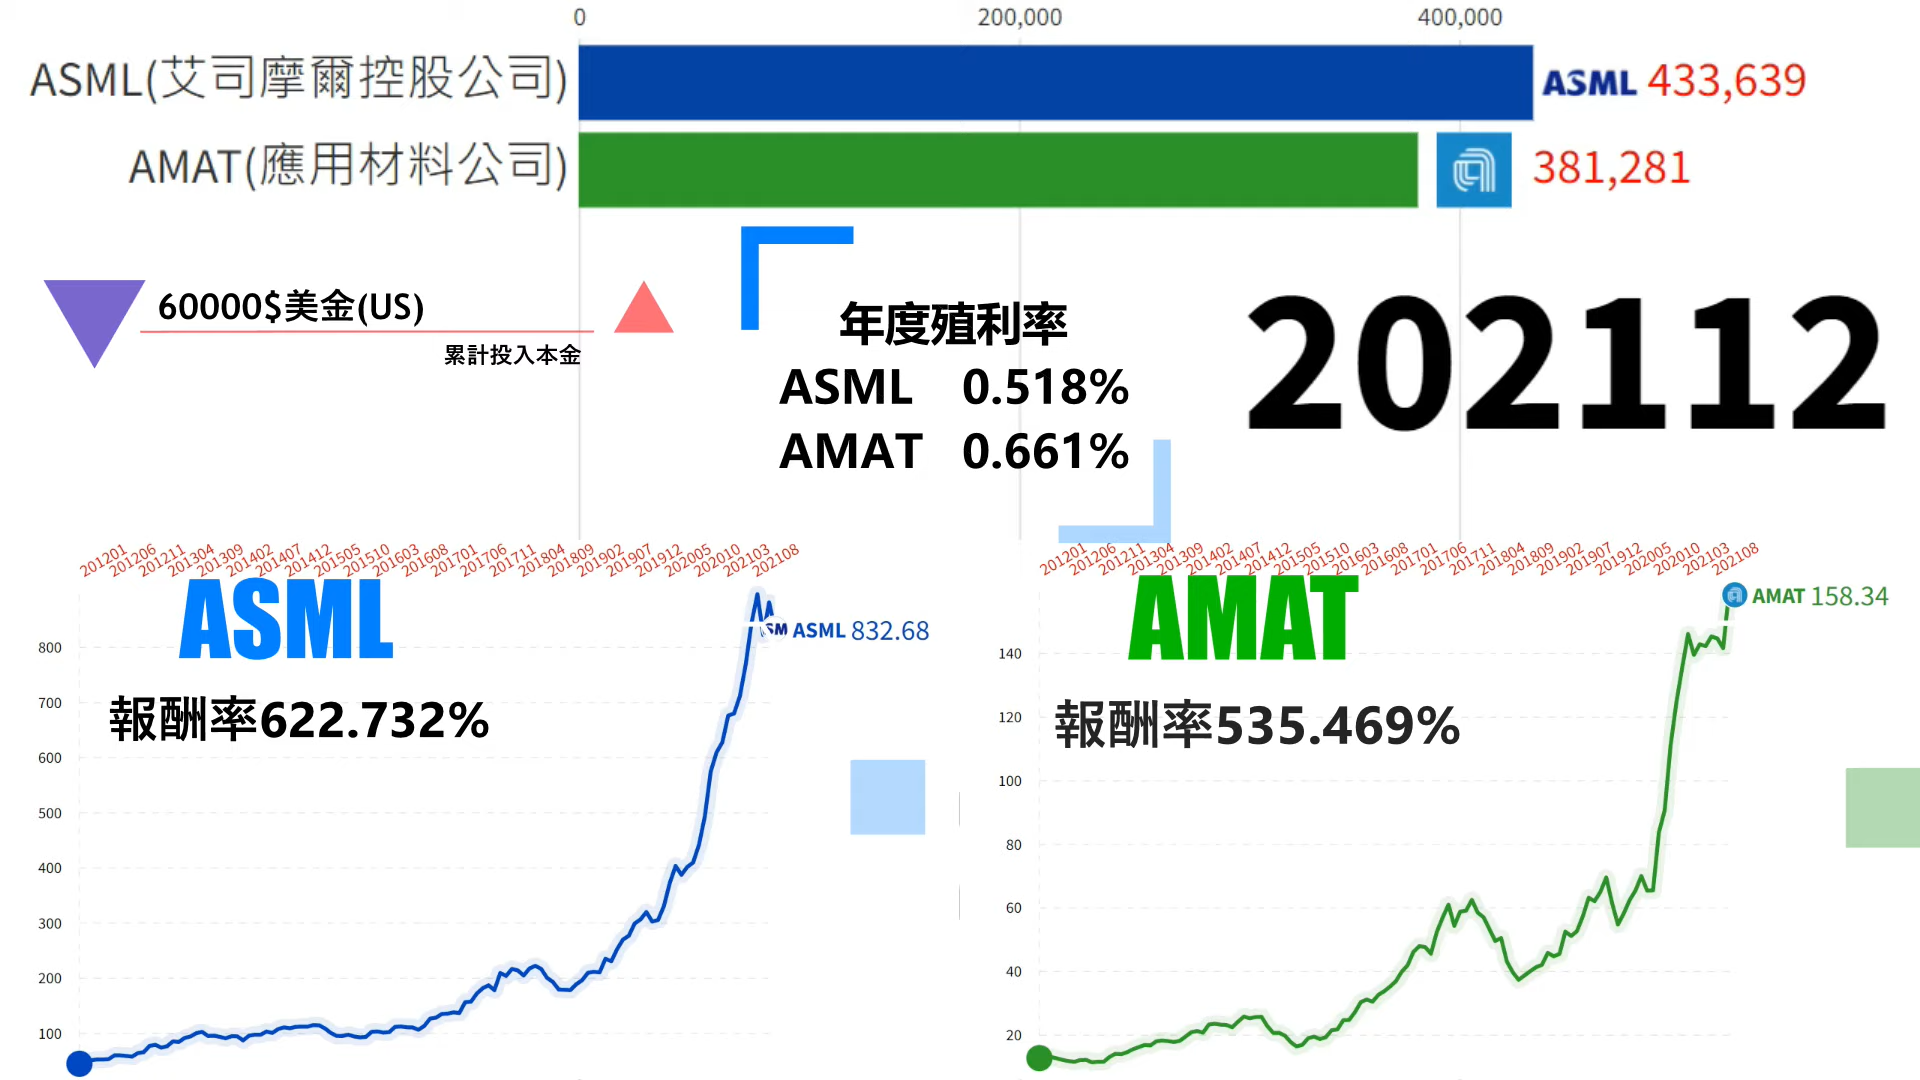 0 200,000 400,000
ASML(艾司摩爾控股公司) ASML 433,639
AMAT(應用材料公司) 381,281
60000$美金(US)
累計投入本金
年度殖利率
ASML 0.518%
AMAT 0.661%
202112
201201 201206 201211 201304 201309 201402 201407 201412 201505 201510 201603 201608 201701 201706 201711 201804 201809 201902 201907 201912 202005 202010 202103 202108
ASML
報酬率622.732%
ASML 832.68
800
700
600
500
400
300
200
100
201201 201206 201211 201304 201309 201402 201407 201412 201505 201510 201603 201608 201701 201706 201711 201804 201809 201902 201907 201912 202005 202010 202103 202108
AMAT
報酬率535.469%
AMAT 158.34
140
120
100
80
60
40
20